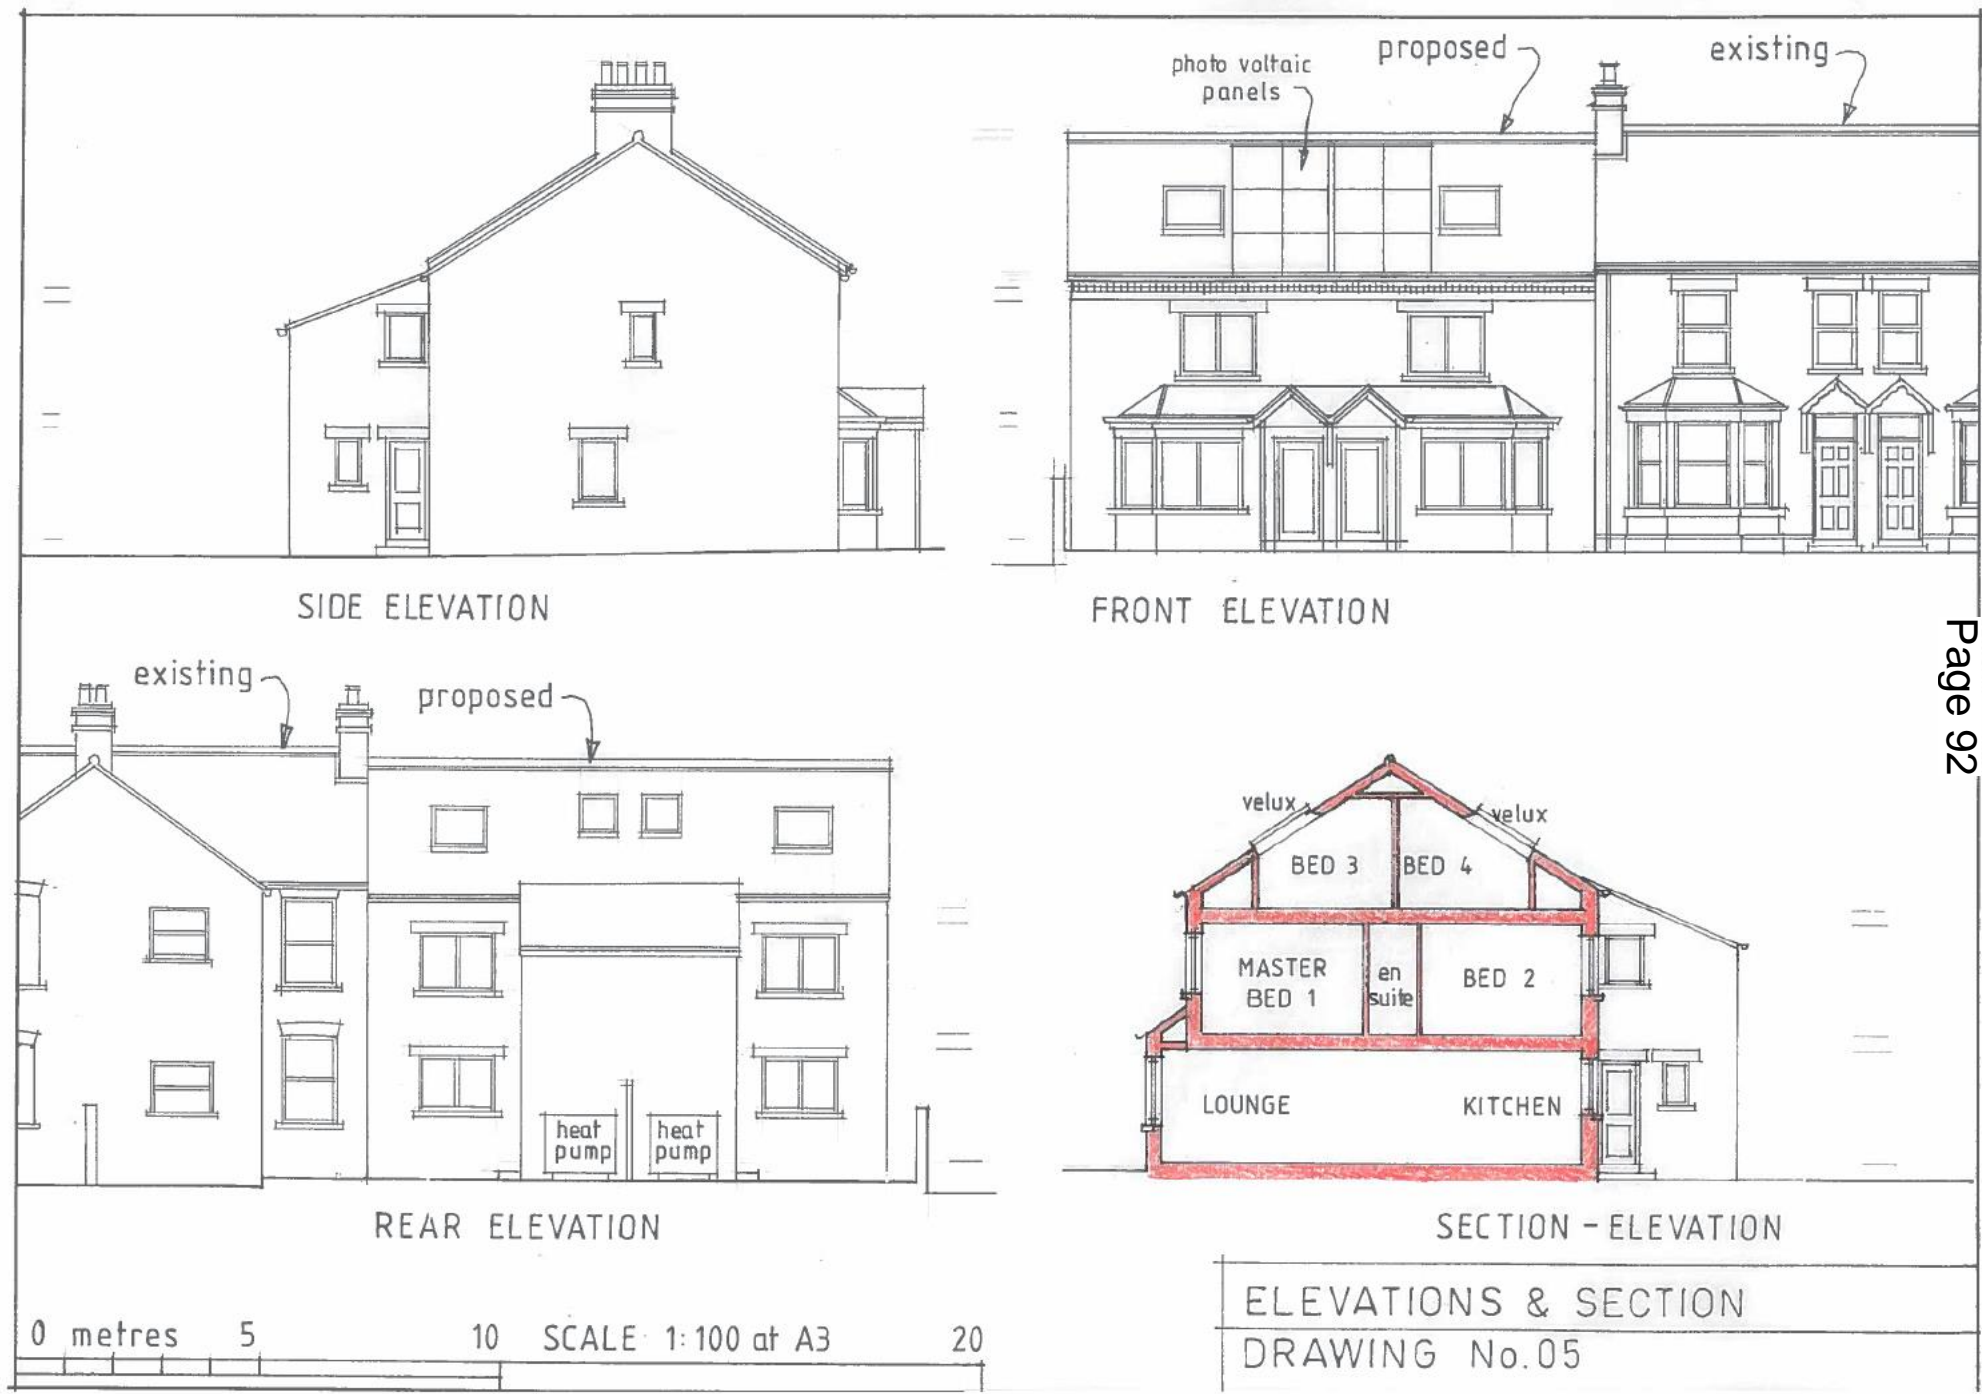 photo voltaic
panels
proposed
existing
SIDE ELEVATION
FRONT ELEVATION
Page 92
existing
proposed
heat
pump
heat
pump
REAR ELEVATION
velux
velux
BED 3
BED 4
MASTER
BED 1
en
suite
BED 2
LOUNGE
KITCHEN
SECTION - ELEVATION
0 metres 5 10 SCALE 1:100 at A3 20
ELEVATIONS & SECTION
DRAWING No.05